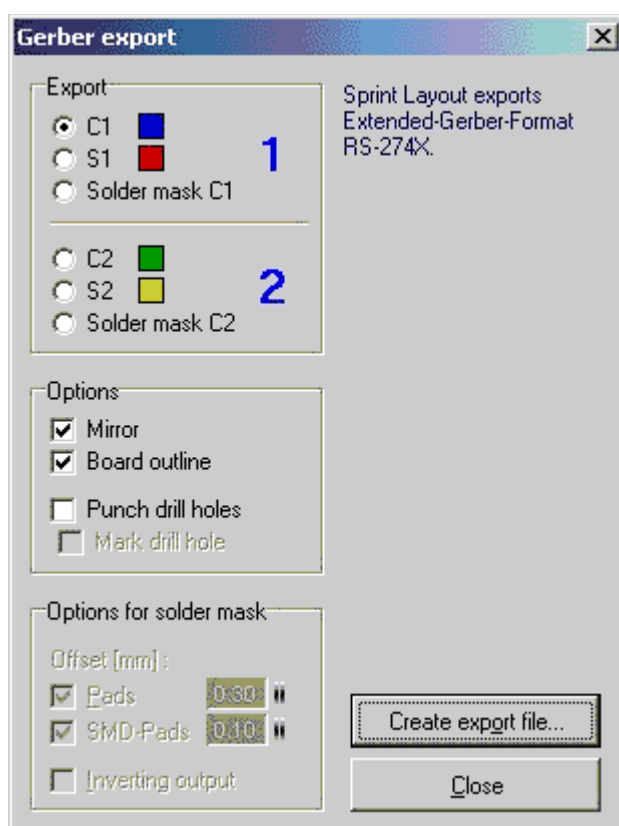 Gerber export
Export
C1
S1
1
Solder mask C1
C2
S2
2
Solder mask C2
Sprint Layout exports
Extended-Gerber-Format
RS-274X.
Options
Mirror
Board outline
Punch drill holes
Mark drill hole
Options for solder mask
Offset [mm] :
Pads 0.30
SMD-Pads 0.10
Inverting output
Create export file...
Close